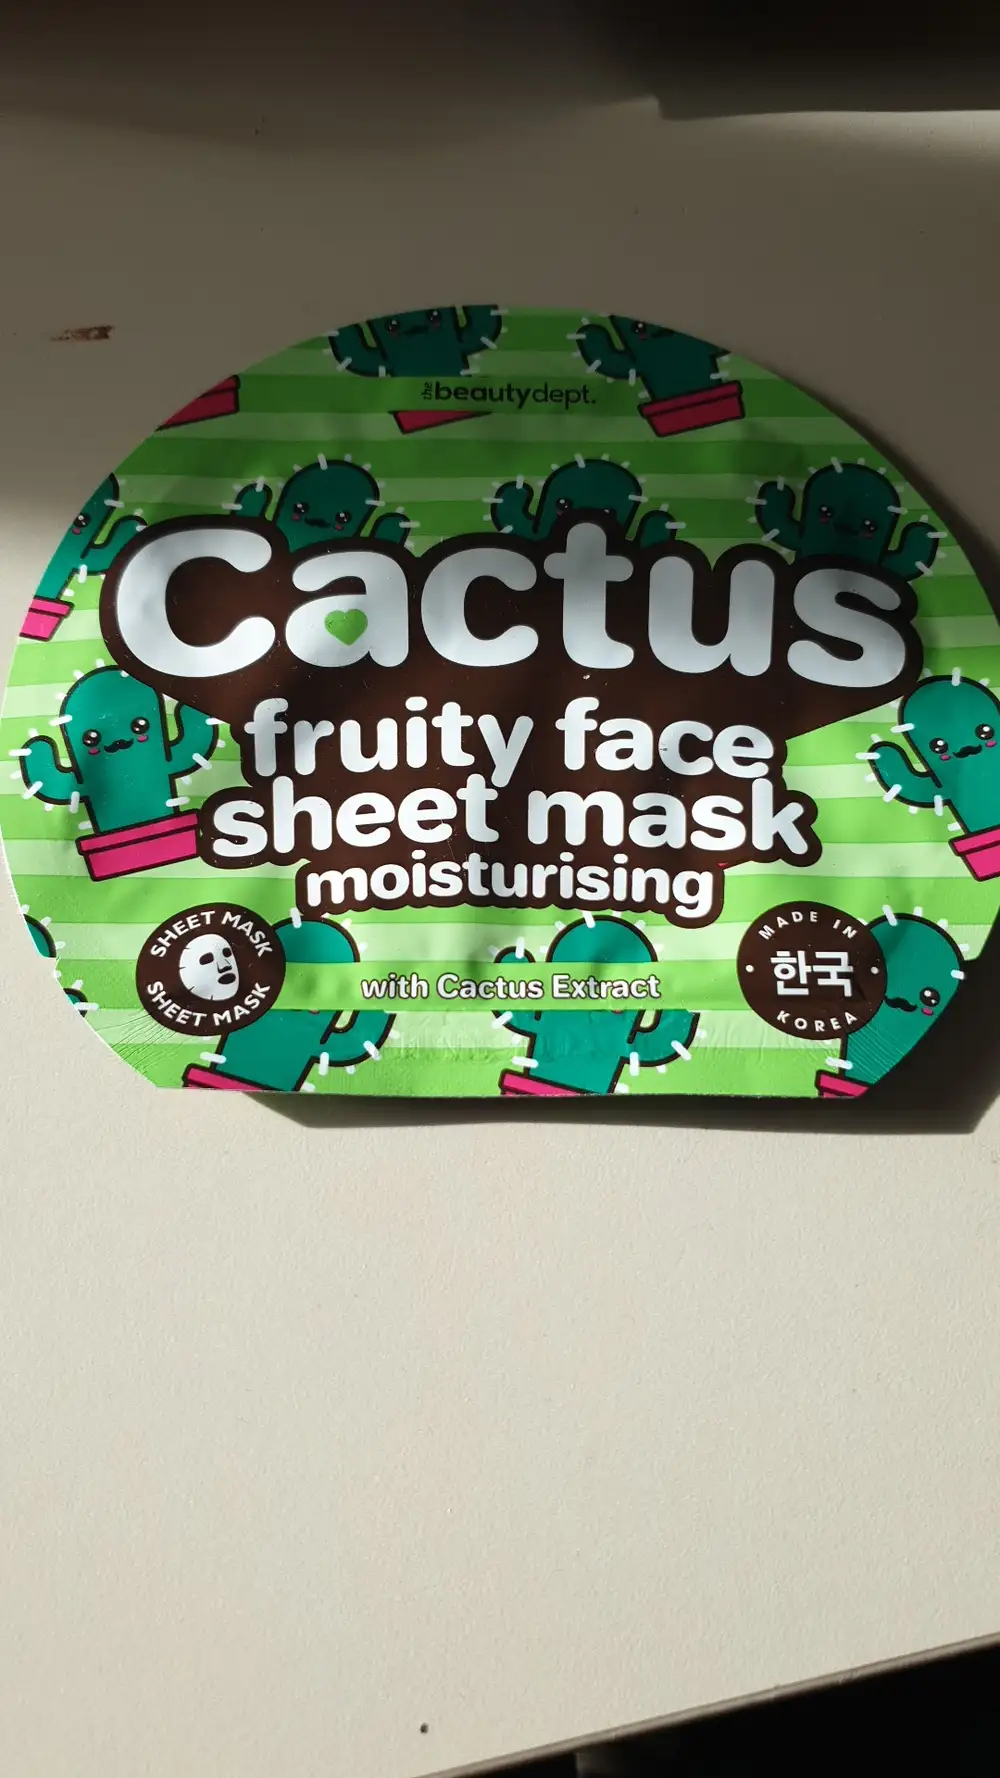 the beautydept.
Cactus
fruity face
sheet mask
moisturising
with Cactus Extract
SHEET MASK
SHEET MASK
MADE IN
한국
KOREA